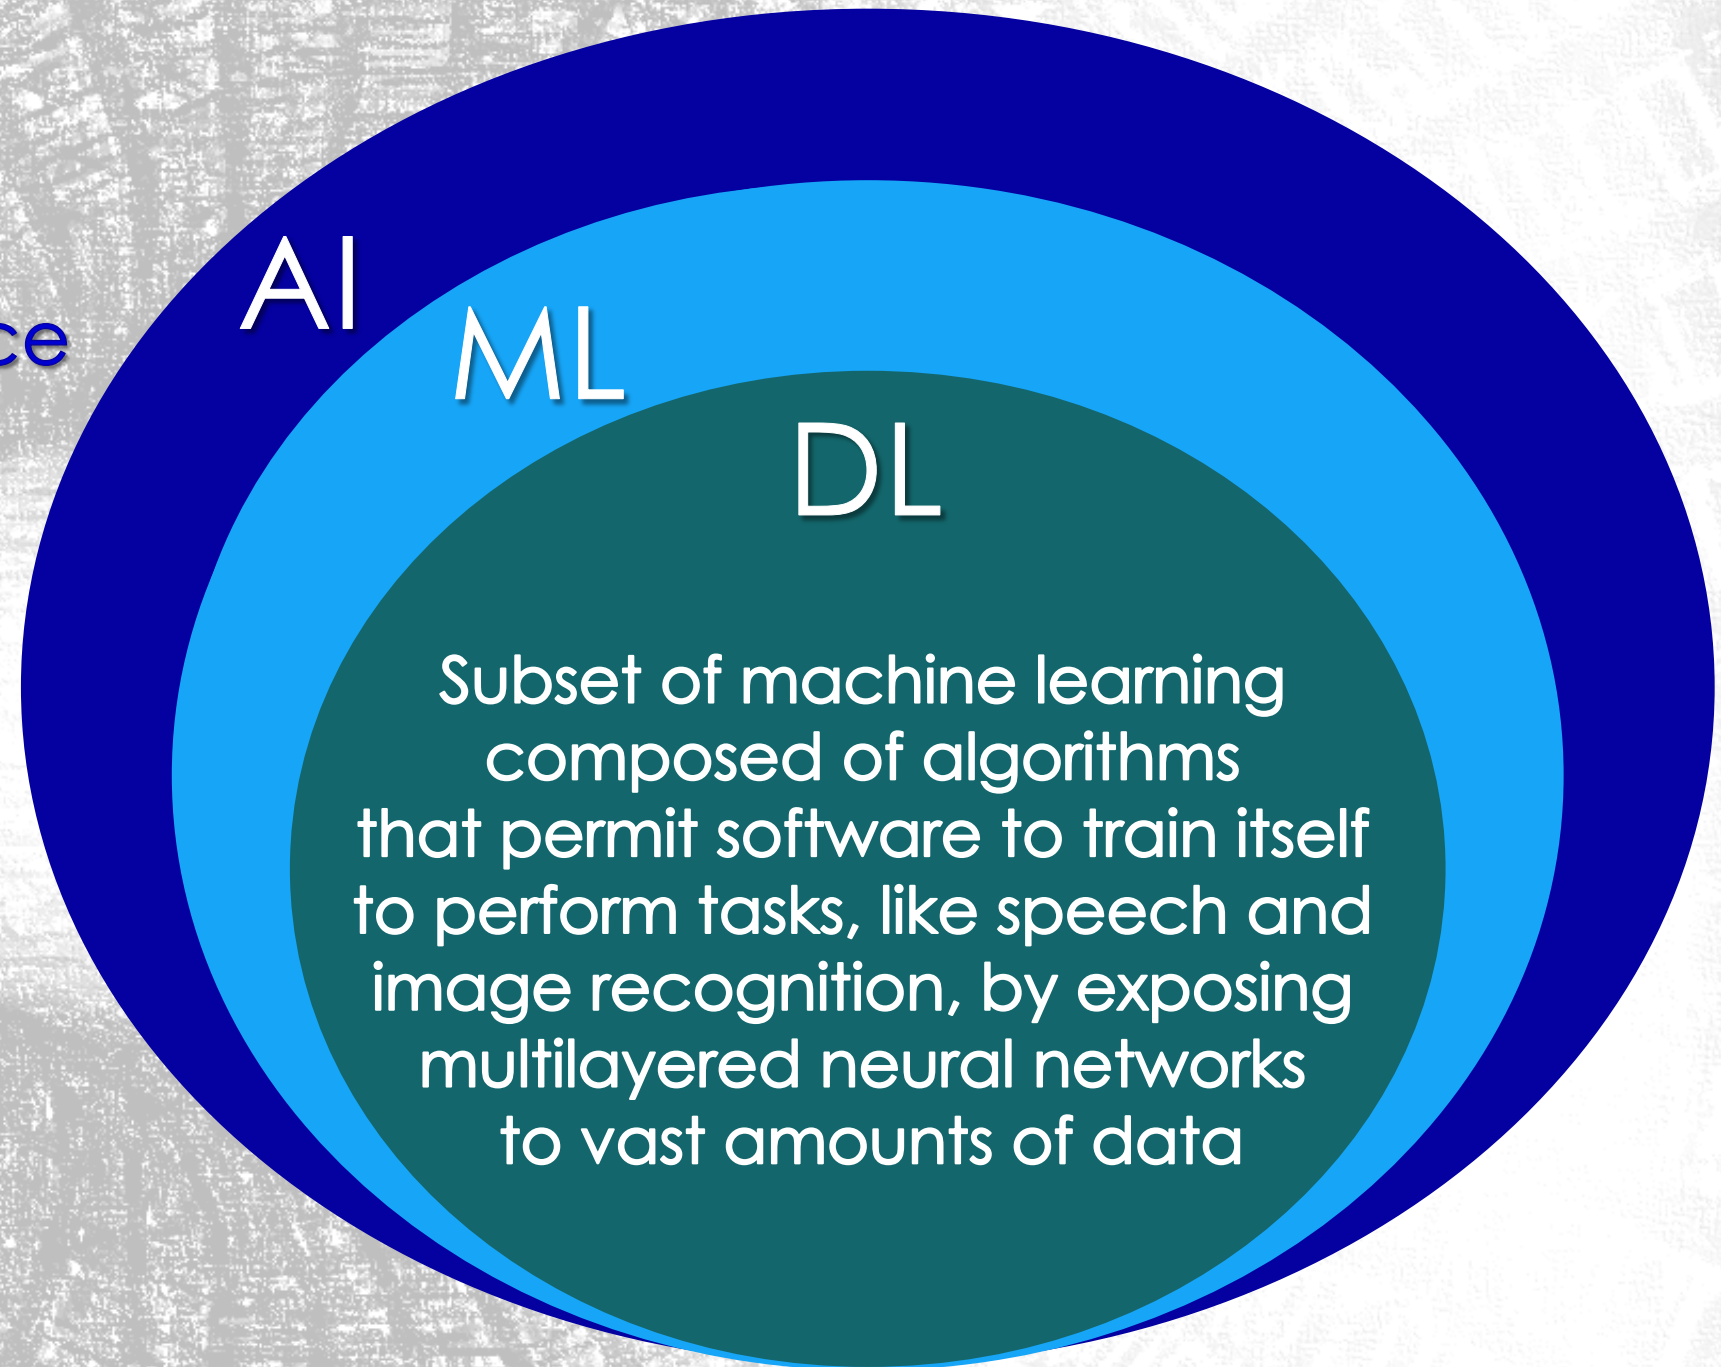 AI
ce
ML
DL
Subset of machine learning
composed of algorithms
that permit software to train itself
to perform tasks, like speech and
image recognition, by exposing
multilayered neural networks
to vast amounts of data